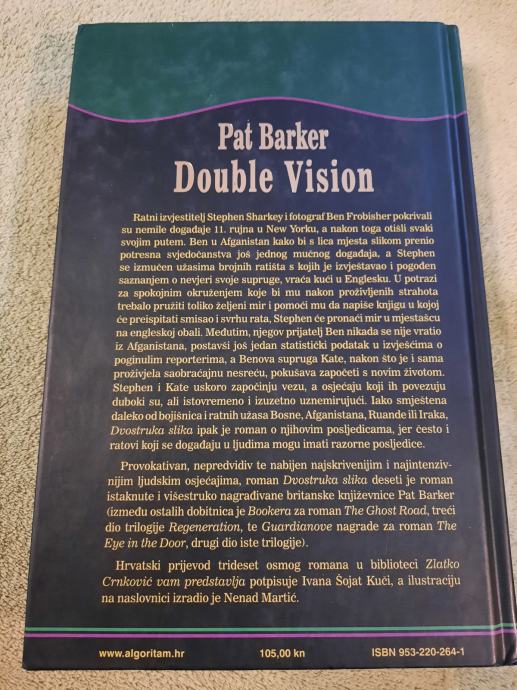 Pat Barker
Double Vision
Ratni izvjestitelj Stephen Sharkey i fotograf Ben Frobisher pokrivali
su nemile događaje 11. rujna u New Yorku, a nakon toga otišli svaki
svojim putem. Ben u Afganistan kako bi s lica mjesta slikom prenio
potresna svjedočanstva još jednog mučnog događaja, a Stephen
se izmučen užasima brojnih ratišta s kojih je izvještavao i pogođen
saznanjem o nevjeri svoje supruge, vraća kući u Englesku. U potrazi
za spokojnim okruženjem koje bi mu nakon proživljenih strahota
trebalo pružiti toliko željeni mir i pomoći mu da napiše knjigu u kojoj
će preispitati smisao i svrhu rata, Stephen će pronaći mir u mjestašcu
na engleskoj obali. Međutim, njegov prijatelj Ben nikada se nije vratio
iz Afganistana, postavši još jedan statistički podatak u izvješćima o
poginulim reporterima, a Benova supruga Kate, nakon što je i sama
proživjela saobraćajnu nesreću, pokušava započeti s novim životom.
Stephen i Kate uskoro započinju vezu, a osjećaji koji ih povezuju
duboki su, ali istovremeno i izuzetno uznemirujući. Iako smještena
daleko od bojišnica i ratnih užasa Bosne, Afganistana, Ruande ili Iraka,
Dvostruka slika ipak je roman o njihovim posljedicama, jer često i
ratovi koji se događaju u ljudima mogu imati razorne posljedice.
Provokativan, nepredvidiv te nabijen najskrivenijim i najintenziv-
nijim ljudskim osjećajima, roman Dvostruka slika deseti je roman
istaknute i višestruko nagrađivane britanske književnice Pat Barker
(između ostalih dobitnica je Bookera za roman The Ghost Road, treći
dio trilogije Regeneration, te Guardianove nagrade za roman The
Eye in the Door, drugi dio iste trilogije).
Hrvatski prijevod trideset osmog romana u biblioteci Zlatko
Crnković vam predstavlja potpisuje Ivana Šojat Kuči, a ilustraciju
na naslovnici izradio je Nenad Martić.
www.algoritam.hr 105,00 kn ISBN 953-220-264-1